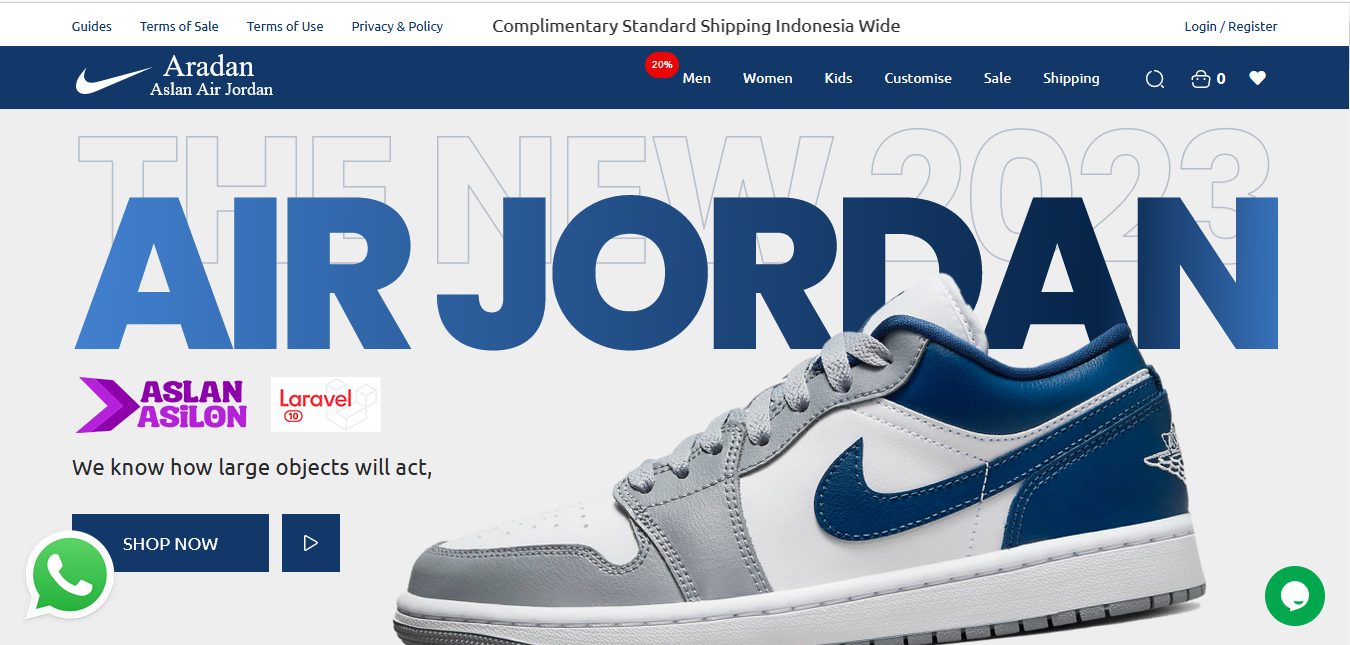 Guides Terms of Sale Terms of Use Privacy & Policy Complimentary Standard Shipping Indonesia Wide Login / Register
Aradan
Aslan Air Jordan
20%
Men Women Kids Customise Sale Shipping 0
THE NEW 2023
AIR JORDAN
ASLAN
ASiLON
Laravel
10
We know how large objects will act,
SHOP NOW